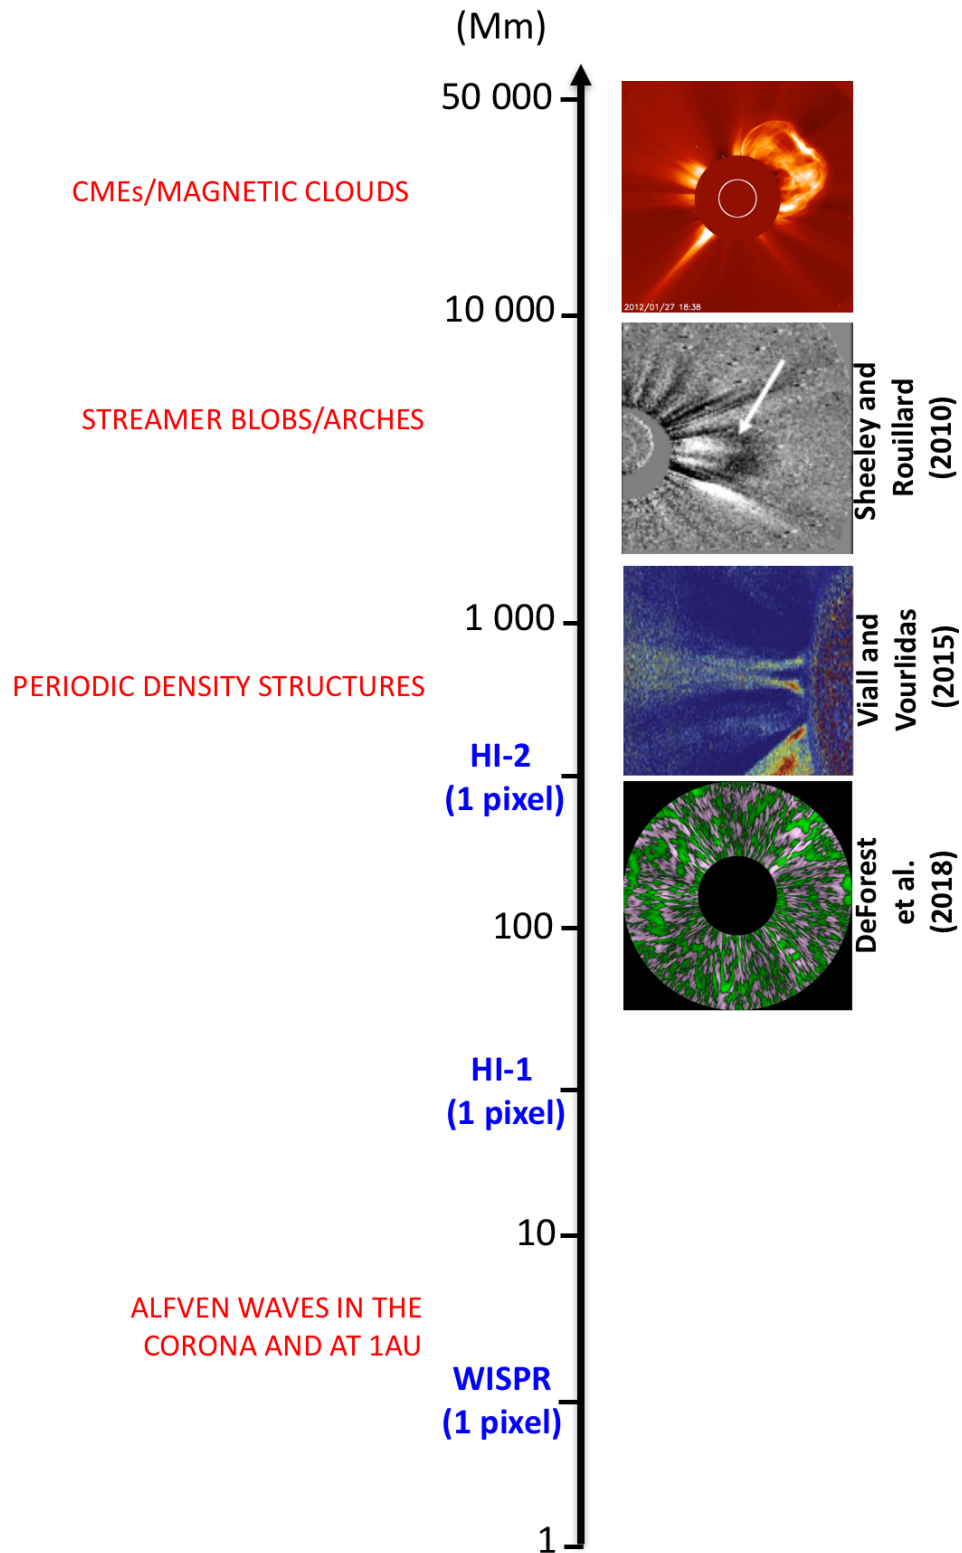 (Mm)
50 000
CMEs/MAGNETIC CLOUDS
2012/01/27 18:38
10 000
STREAMER BLOBS/ARCHES
Sheeley and
Rouillard
(2010)
1 000
PERIODIC DENSITY STRUCTURES
Viall and
Vourlidas
(2015)
HI-2
(1 pixel)
DeForest
et al.
(2018)
100
HI-1
(1 pixel)
10
ALFVEN WAVES IN THE
CORONA AND AT 1AU
WISPR
(1 pixel)
1